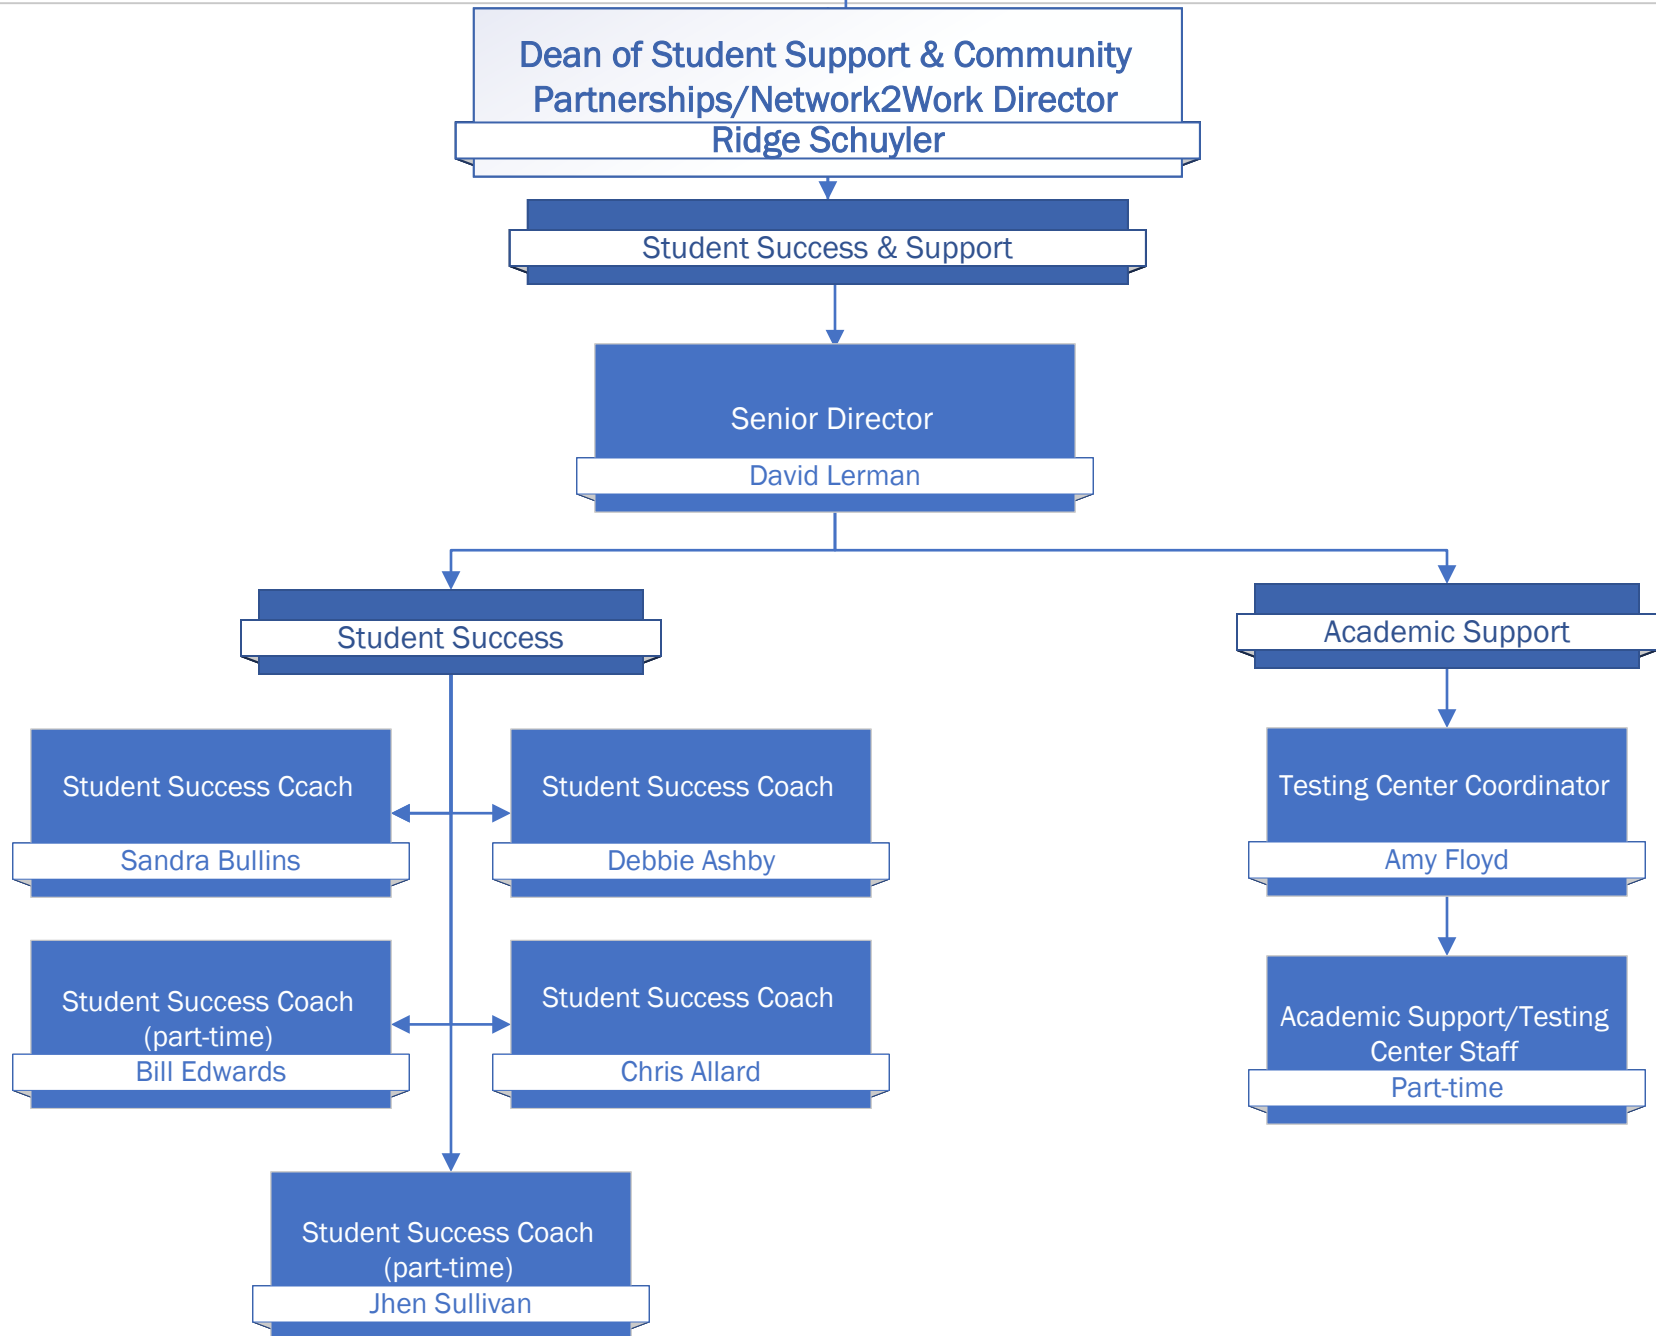 Dean of Student Support & Community
Partnerships/Network2Work Director
Ridge Schuyler
Student Success & Support
Senior Director
David Lerman
Student Success
Academic Support
Student Success Ccach
Sandra Bullins
Student Success Coach
Debbie Ashby
Testing Center Coordinator
Amy Floyd
Student Success Coach
(part-time)
Bill Edwards
Student Success Coach
Chris Allard
Academic Support/Testing
Center Staff
Part-time
Student Success Coach
(part-time)
Jhen Sullivan